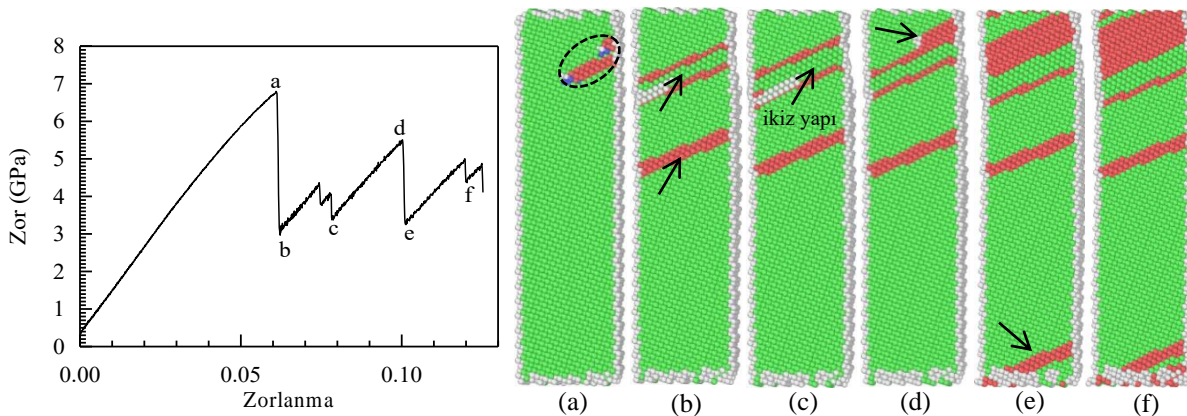 Zor (GPa)
8
7
6
5
4
3
2
1
0
0.00
0.05
0.10
Zorlanma
a
b
c
d
e
f
ikiz yapı
(a)
(b)
(c)
(d)
(e)
(f)